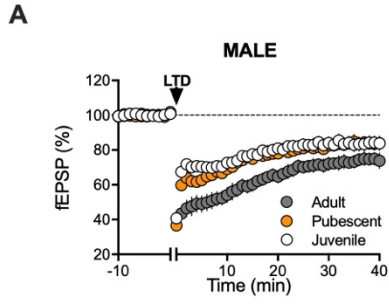 A
MALE
LTD
120
100
80
60
40
20
fEPSP (%)
Adult
Pubescent
Juvenile
-10
10
20
30
40
Time (min)